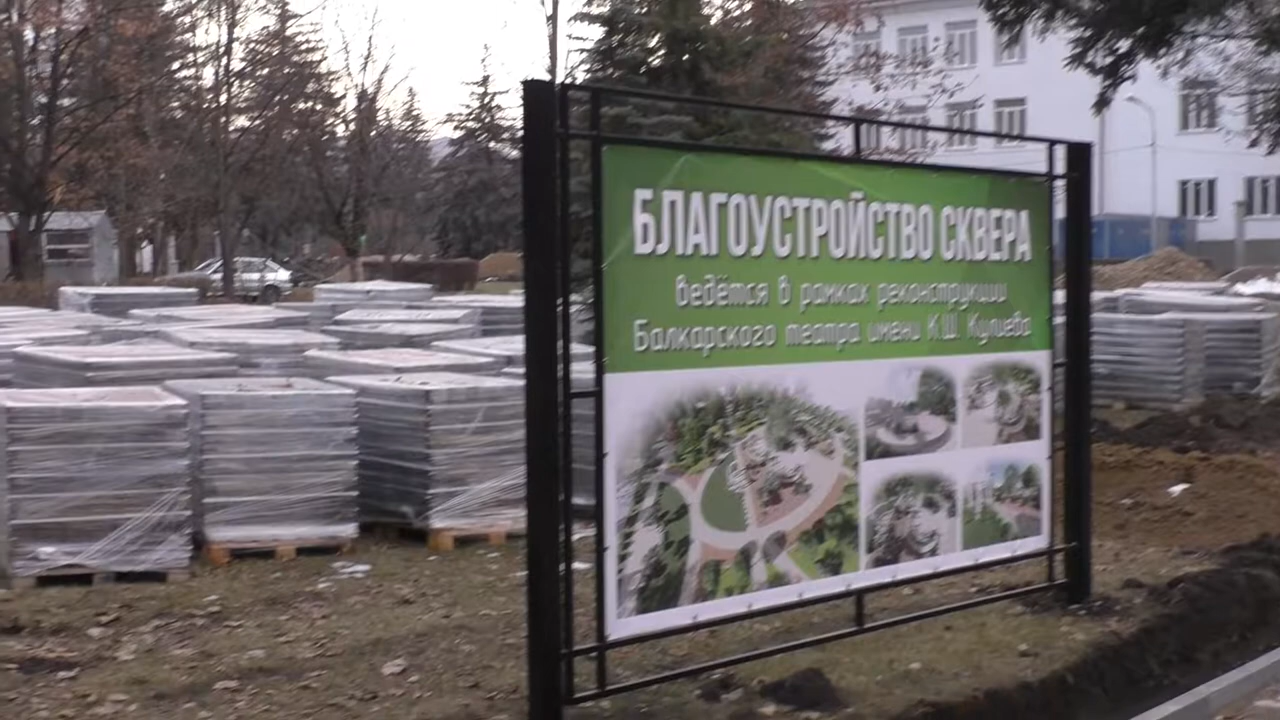 БЛАГОУСТРОЙСТВО СКВЕРА
ведётся в рамках реконструкции
Балкарского театра имени К.Ш. Кулиева